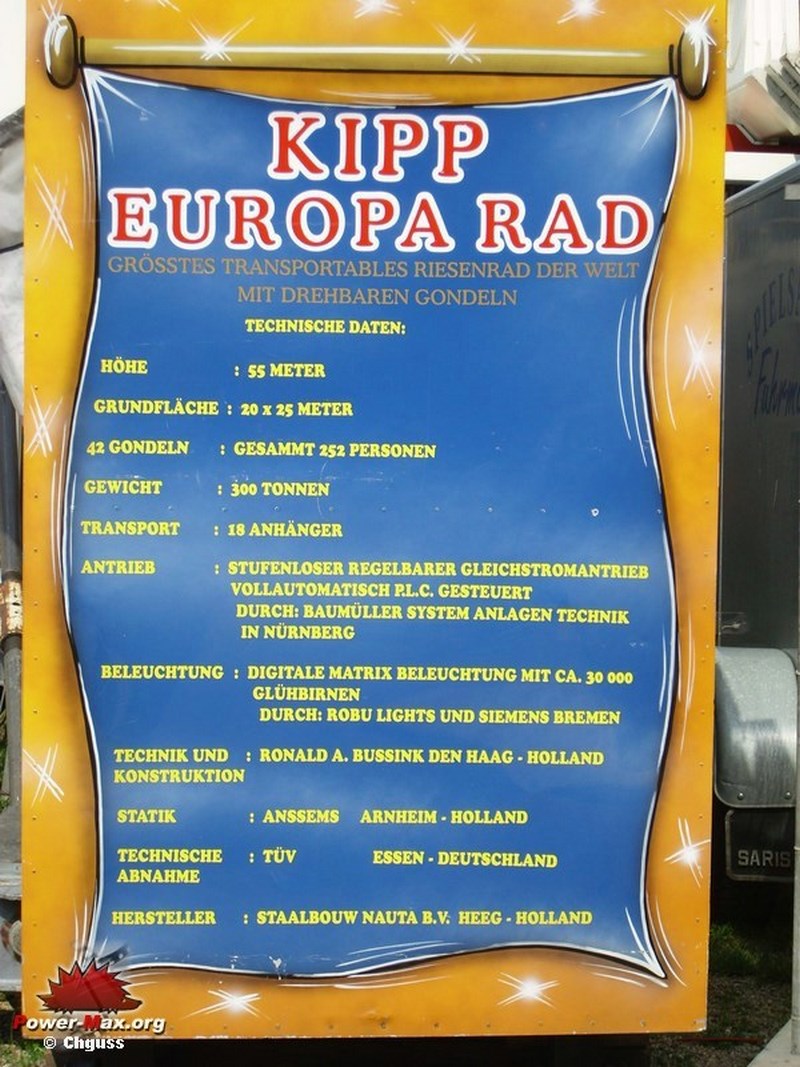 KIPP
EUROPA RAD
GRÖSSTES TRANSPORTABLES RIESENRAD DER WELT
MIT DREHBAREN GONDELN
TECHNISCHE DATEN:
HÖHE : 55 METER
GRUNDFLÄCHE : 20 x 25 METER
42 GONDELN : GESAMMT 252 PERSONEN
GEWICHT : 300 TONNEN
TRANSPORT : 18 ANHÄNGER
ANTRIEB : STUFENLOSER REGELBARER GLEICHSTROMANTRIEB
VOLLAUTOMATISCH P.L.C. GESTEUERT
DURCH: BAUMÜLLER SYSTEM ANLAGEN TECHNIK
IN NÜRNBERG
BELEUCHTUNG : DIGITALE MATRIX BELEUCHTUNG MIT CA. 30 000
GLÜHBIRNEN
DURCH: ROBU LIGHTS UND SIEMENS BREMEN
TECHNIK UND : RONALD A. BUSSINK DEN HAAG - HOLLAND
KONSTRUKTION
STATIK : ANSSEMS ARNHEIM - HOLLAND
TECHNISCHE : TÜV ESSEN - DEUTSCHLAND
ABNAHME
HERSTELLER : STAALBOUW NAUTA B.V. HEEG - HOLLAND
SARIS
Power-Max.org
© Chguss